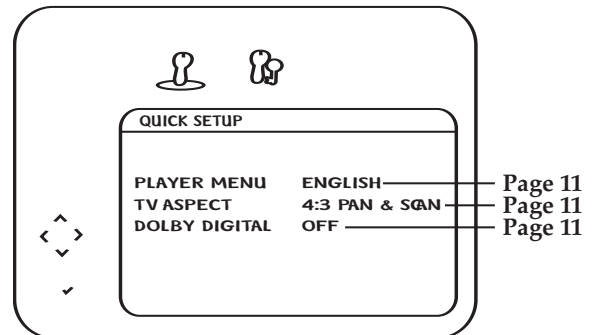 QUICK SETUP
PLAYER MENU ENGLISH Page 11
TV ASPECT 4:3 PAN & SCAN Page 11
DOLBY DIGITAL OFF Page 11